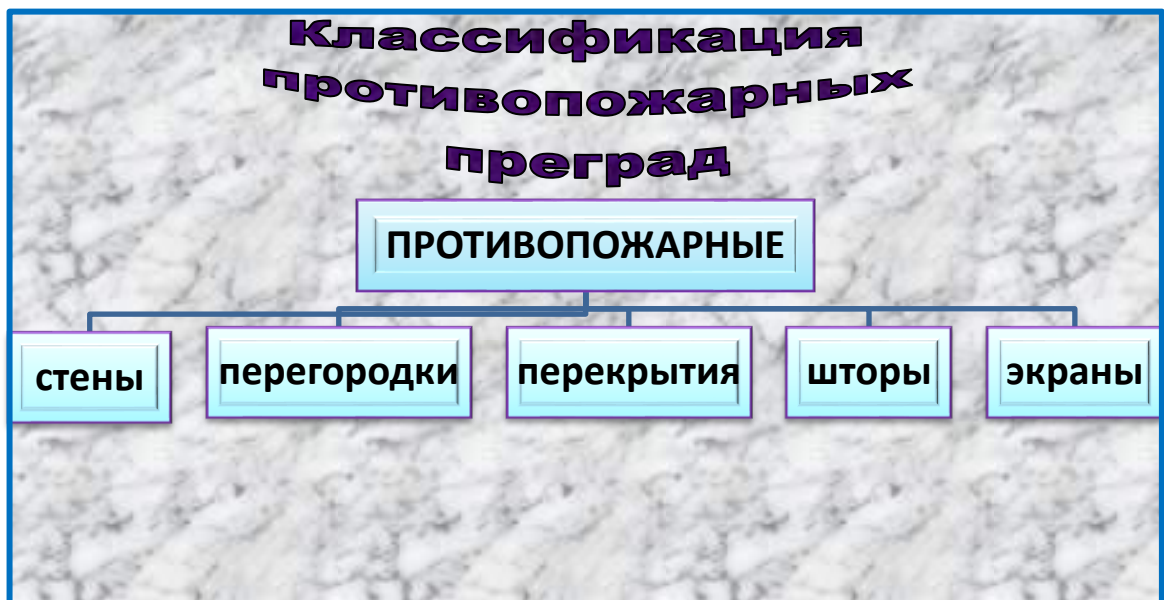 Классификация
противопожарных
преград
ПРОТИВОПОЖАРНЫЕ
стены
перегородки
перекрытия
шторы
экраны